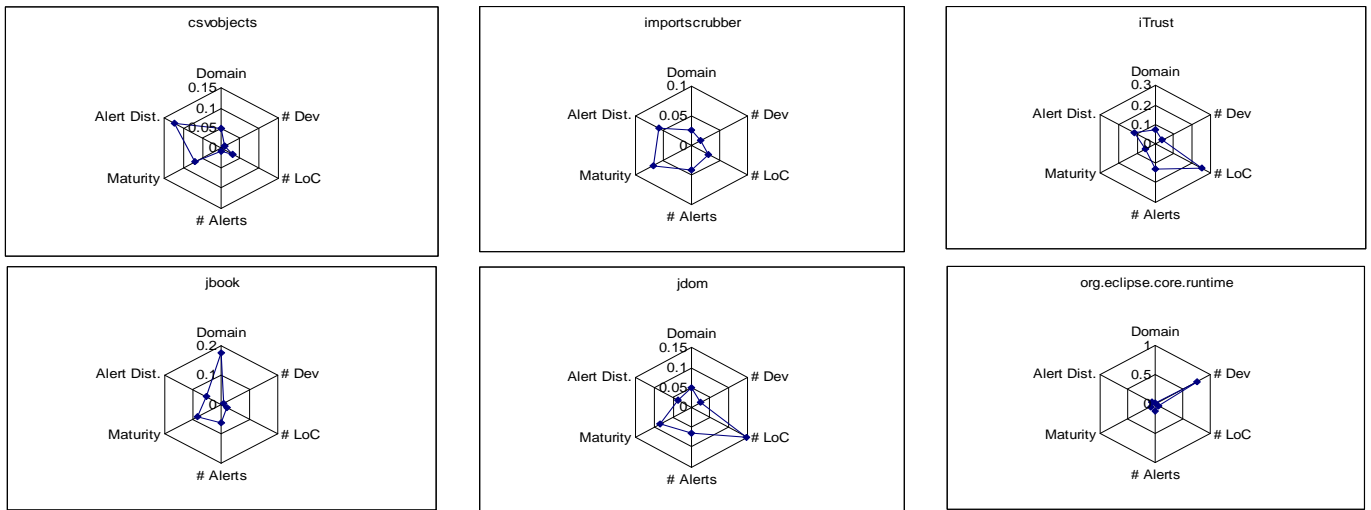 csvobjects
Domain
0.15
0.1
0.05
0
Alert Dist.
# Dev
Maturity
# LoC
# Alerts
importscrubber
Domain
0.1
0.05
0
Alert Dist.
# Dev
Maturity
# LoC
# Alerts
iTrust
Domain
0.3
0.2
0.1
0
Alert Dist.
# Dev
Maturity
# LoC
# Alerts
jbook
Domain
0.2
0.1
0
Alert Dist.
# Dev
Maturity
# LoC
# Alerts
jdom
Domain
0.15
0.1
0.05
0
Alert Dist.
# Dev
Maturity
# LoC
# Alerts
org.eclipse.core.runtime
Domain
1
0.5
0
Alert Dist.
# Dev
Maturity
# LoC
# Alerts